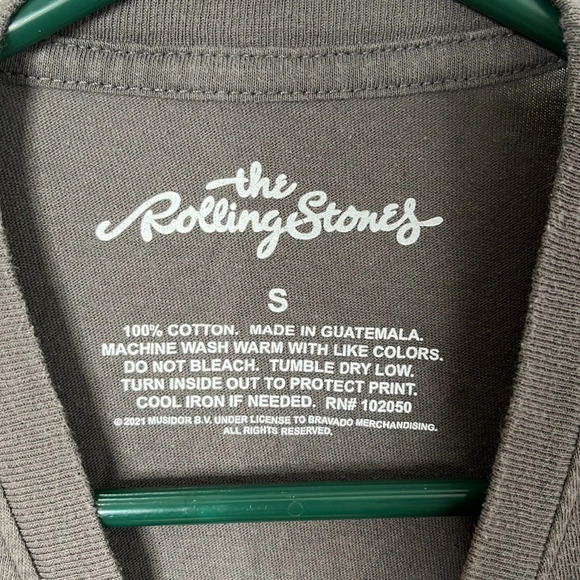 the
Rolling Stones
S
100% COTTON. MADE IN GUATEMALA.
MACHINE WASH WARM WITH LIKE COLORS.
DO NOT BLEACH. TUMBLE DRY LOW.
TURN INSIDE OUT TO PROTECT PRINT.
COOL IRON IF NEEDED. RN# 102050
© 2021 MUSIDOR B.V. UNDER LICENSE TO BRAVADO MERCHANDISING.
ALL RIGHTS RESERVED.